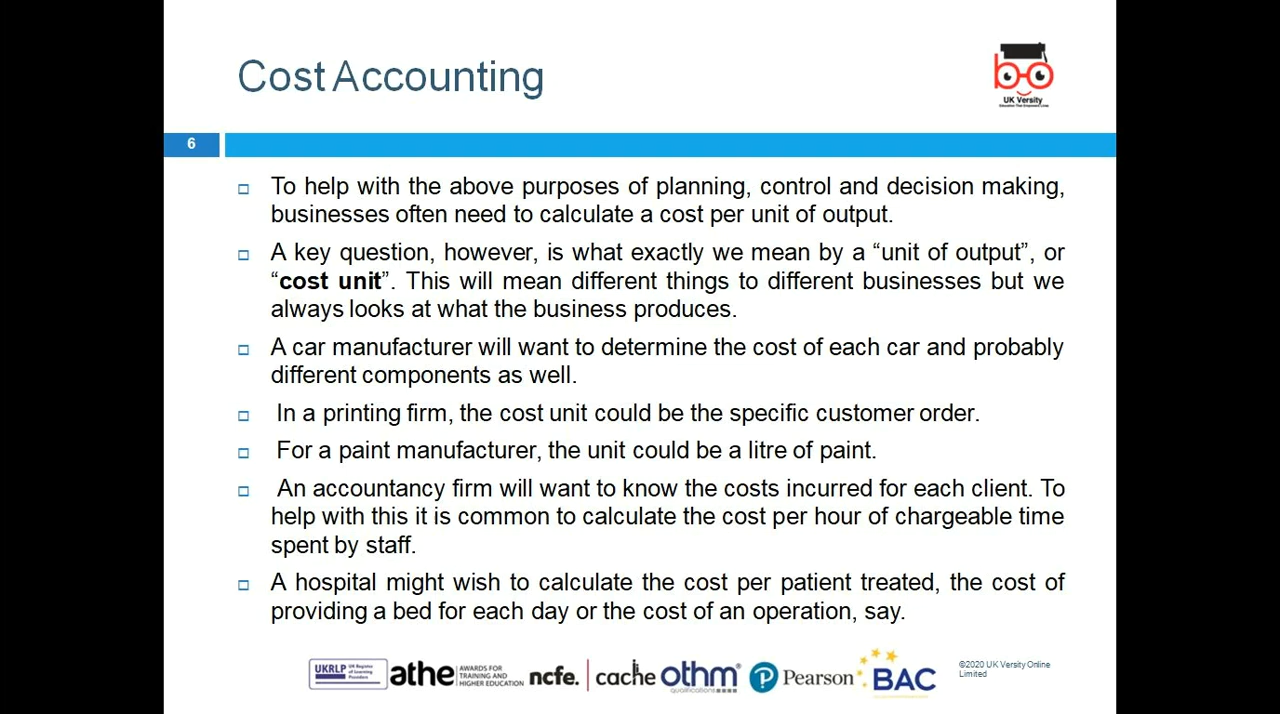 Cost Accounting
UK Versity
6
To help with the above purposes of planning, control and decision making,
businesses often need to calculate a cost per unit of output.
A key question, however, is what exactly we mean by a “unit of output”, or
“cost unit”. This will mean different things to different businesses but we
always looks at what the business produces.
A car manufacturer will want to determine the cost of each car and probably
different components as well.
In a printing firm, the cost unit could be the specific customer order.
For a paint manufacturer, the unit could be a litre of paint.
An accountancy firm will want to know the costs incurred for each client. To
help with this it is common to calculate the cost per hour of chargeable time
spent by staff.
A hospital might wish to calculate the cost per patient treated, the cost of
providing a bed for each day or the cost of an operation, say.
UKRLP UK Register
of Learning
Providers
athe AWARDS FOR
TRAINING AND
HIGHER EDUCATION
ncfe.
cache
othm
qualifications
Pearson
BAC
©2020 UK Versity Online
Limited